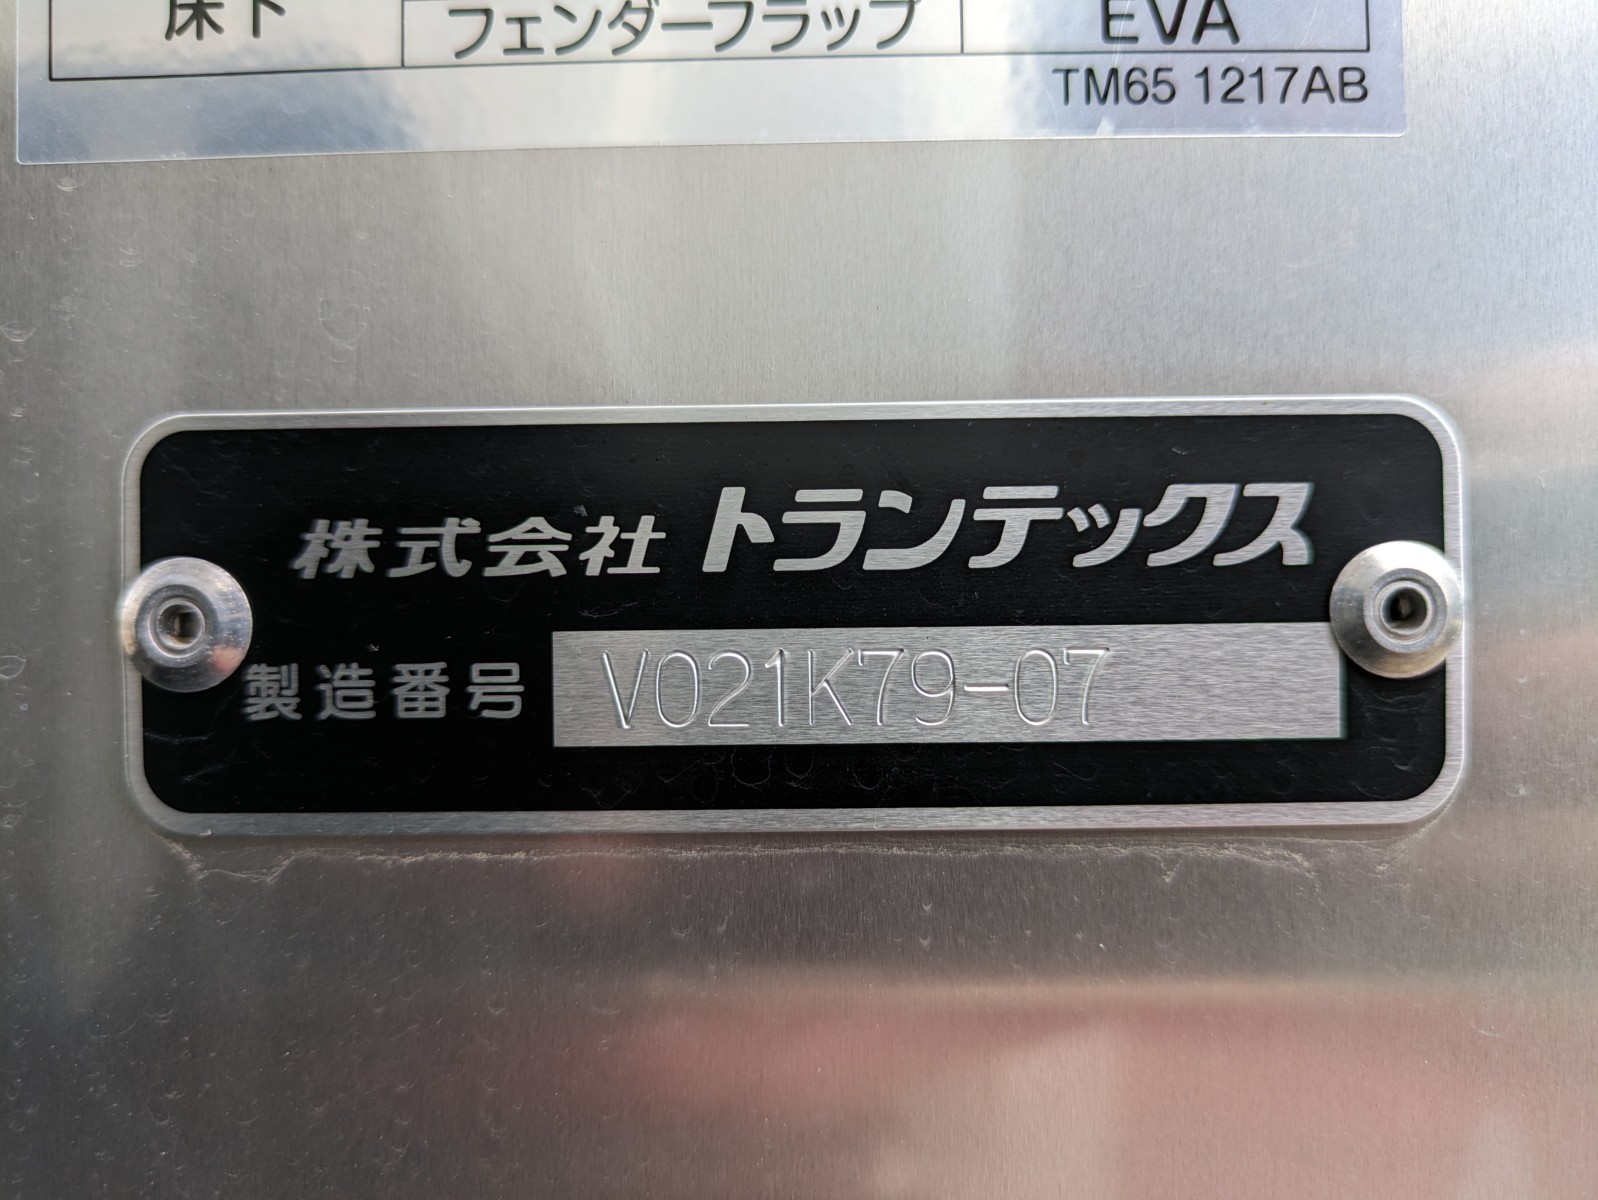 床下 フェンダーフラップ EVA
TM65 1217AB
株式会社 トランテックス
製造番号 V021K79-07